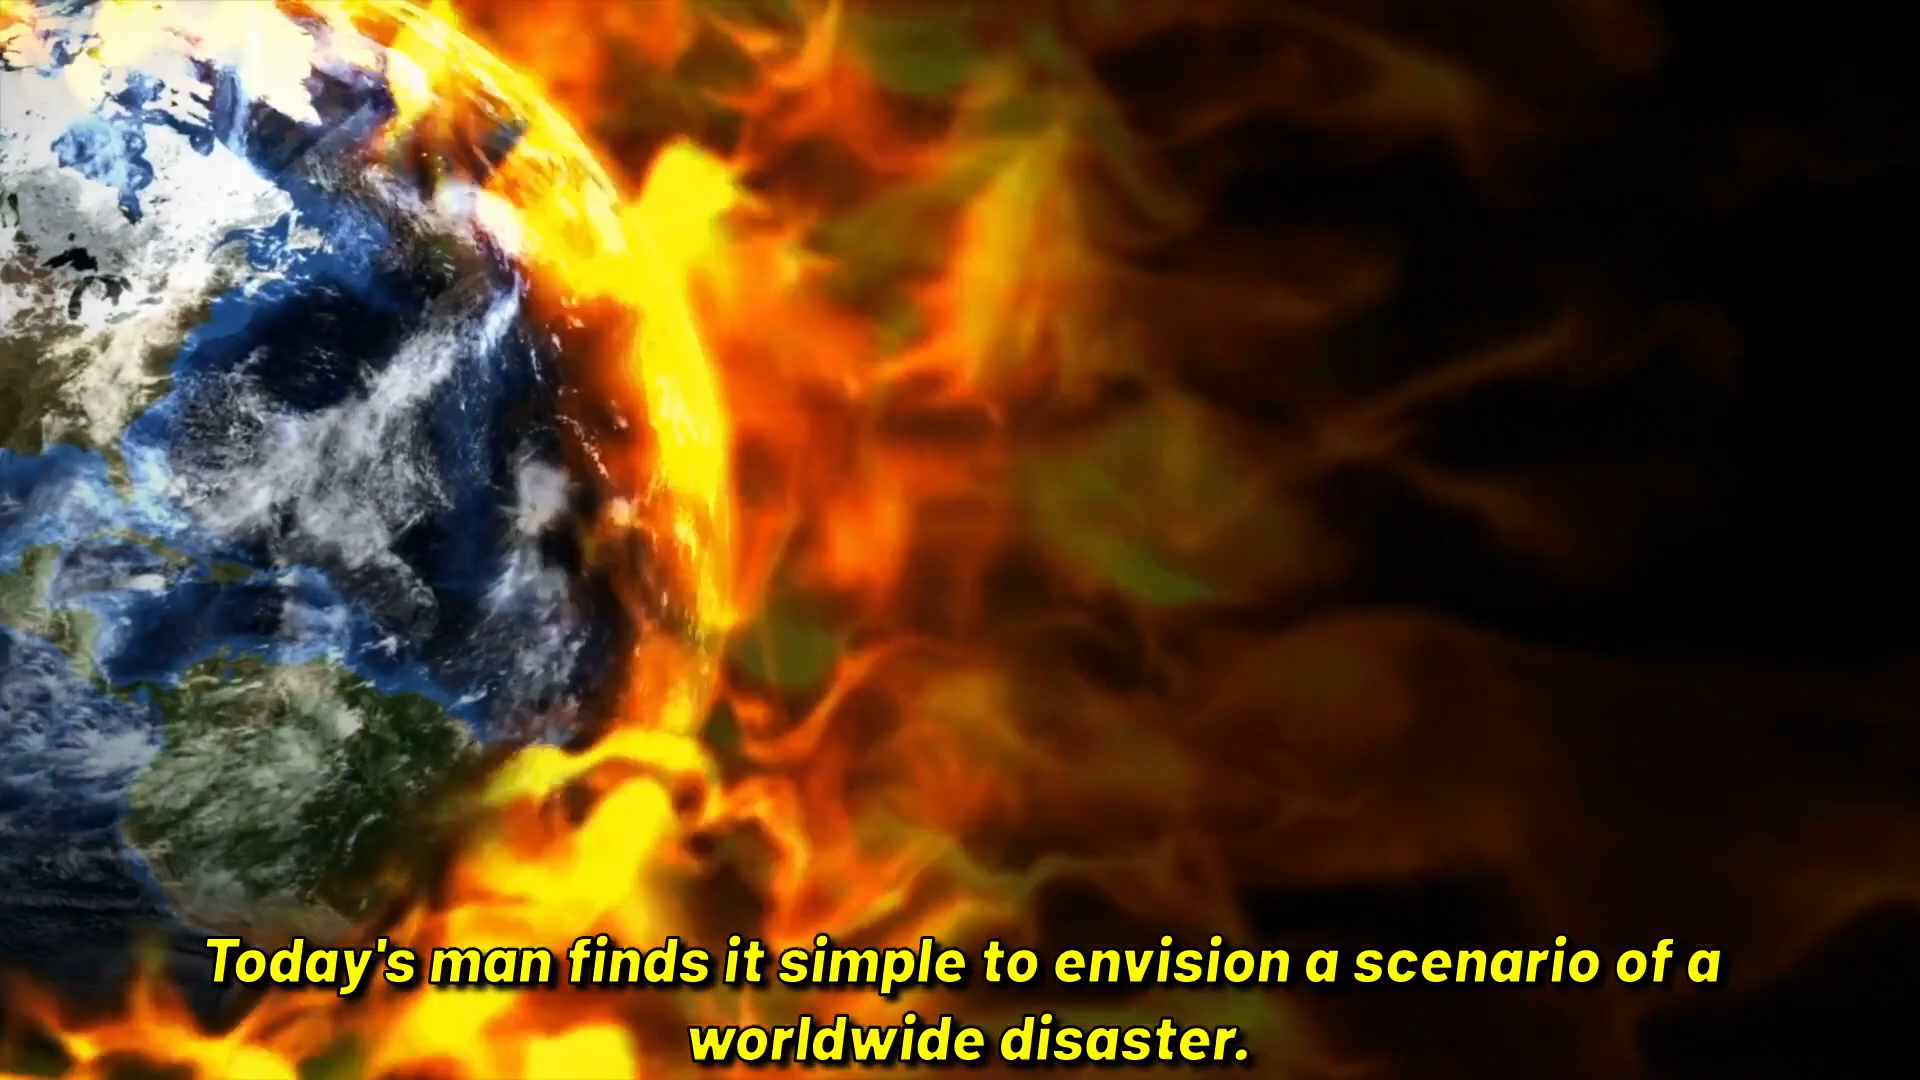 Today's man finds it simple to envision a scenario of a
worldwide disaster.